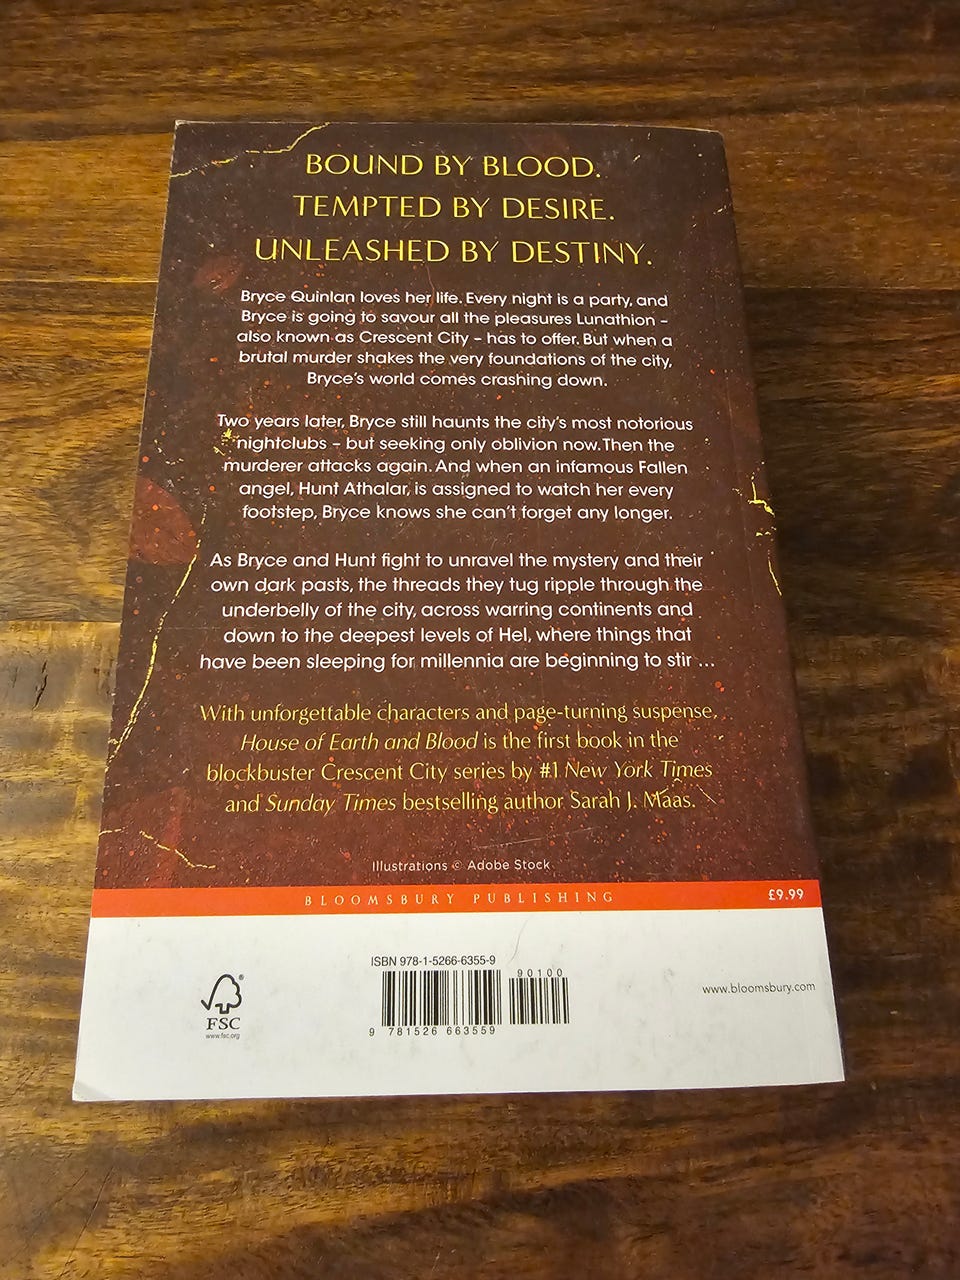 BOUND BY BLOOD.
TEMPTED BY DESIRE.
UNLEASHED BY DESTINY.
Bryce Quinlan loves her life. Every night is a party, and
Bryce is going to savour all the pleasures Lunathion –
also known as Crescent City – has to offer. But when a
brutal murder shakes the very foundations of the city,
Bryce's world comes crashing down.
Two years later, Bryce still haunts the city's most notorious
nightclubs – but seeking only oblivion now. Then the
murderer attacks again. And when an infamous Fallen
angel, Hunt Athalar, is assigned to watch her every
footstep, Bryce knows she can't forget any longer.
As Bryce and Hunt fight to unravel the mystery and their
own dark pasts, the threads they tug ripple through the
underbelly of the city, across warring continents and
down to the deepest levels of Hel, where things that
have been sleeping for millennia are beginning to stir ...
With unforgettable characters and page-turning suspense,
House of Earth and Blood is the first book in the
blockbuster Crescent City series by #1 New York Times
and Sunday Times bestselling author Sarah J. Maas.
Illustrations © Adobe Stock
BLOOMSBURY PUBLISHING
£9.99
ISBN 978-1-5266-6355-9
90100
9 781526 663559
FSC
®
www.fsc.org
www.bloomsbury.com